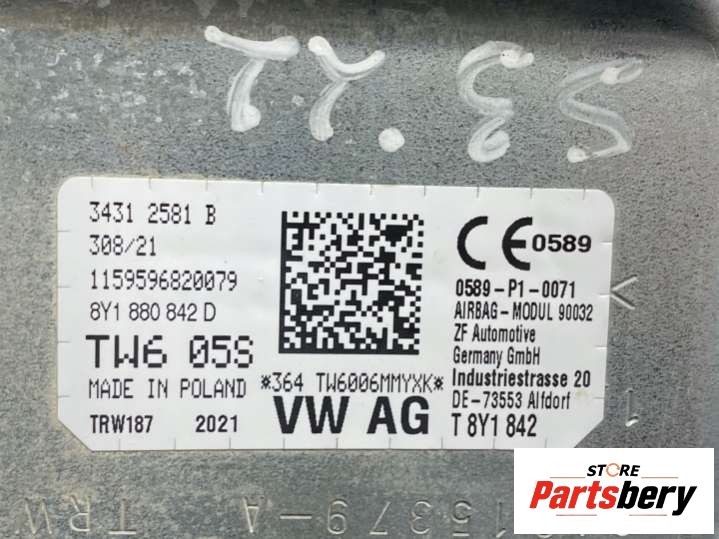 3431 2581 B
308/21
1159596820079
8Y1 880 842 D
TW6 05S
MADE IN POLAND
TRW187 2021
*364 TW6006MMYXK*
VW AG
CE 0589
0589-P1-0071
AIRBAG-MODUL 90032
ZF Automotive
Germany GmbH
Industriestrasse 20
DE-73553 Alfdorf
T 8Y1 842
TRW
STORE
Partsbery